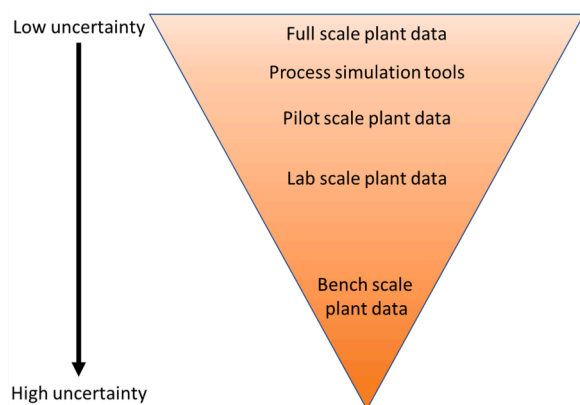 Low uncertainty
Full scale plant data
Process simulation tools
Pilot scale plant data
Lab scale plant data
Bench scale
plant data
High uncertainty